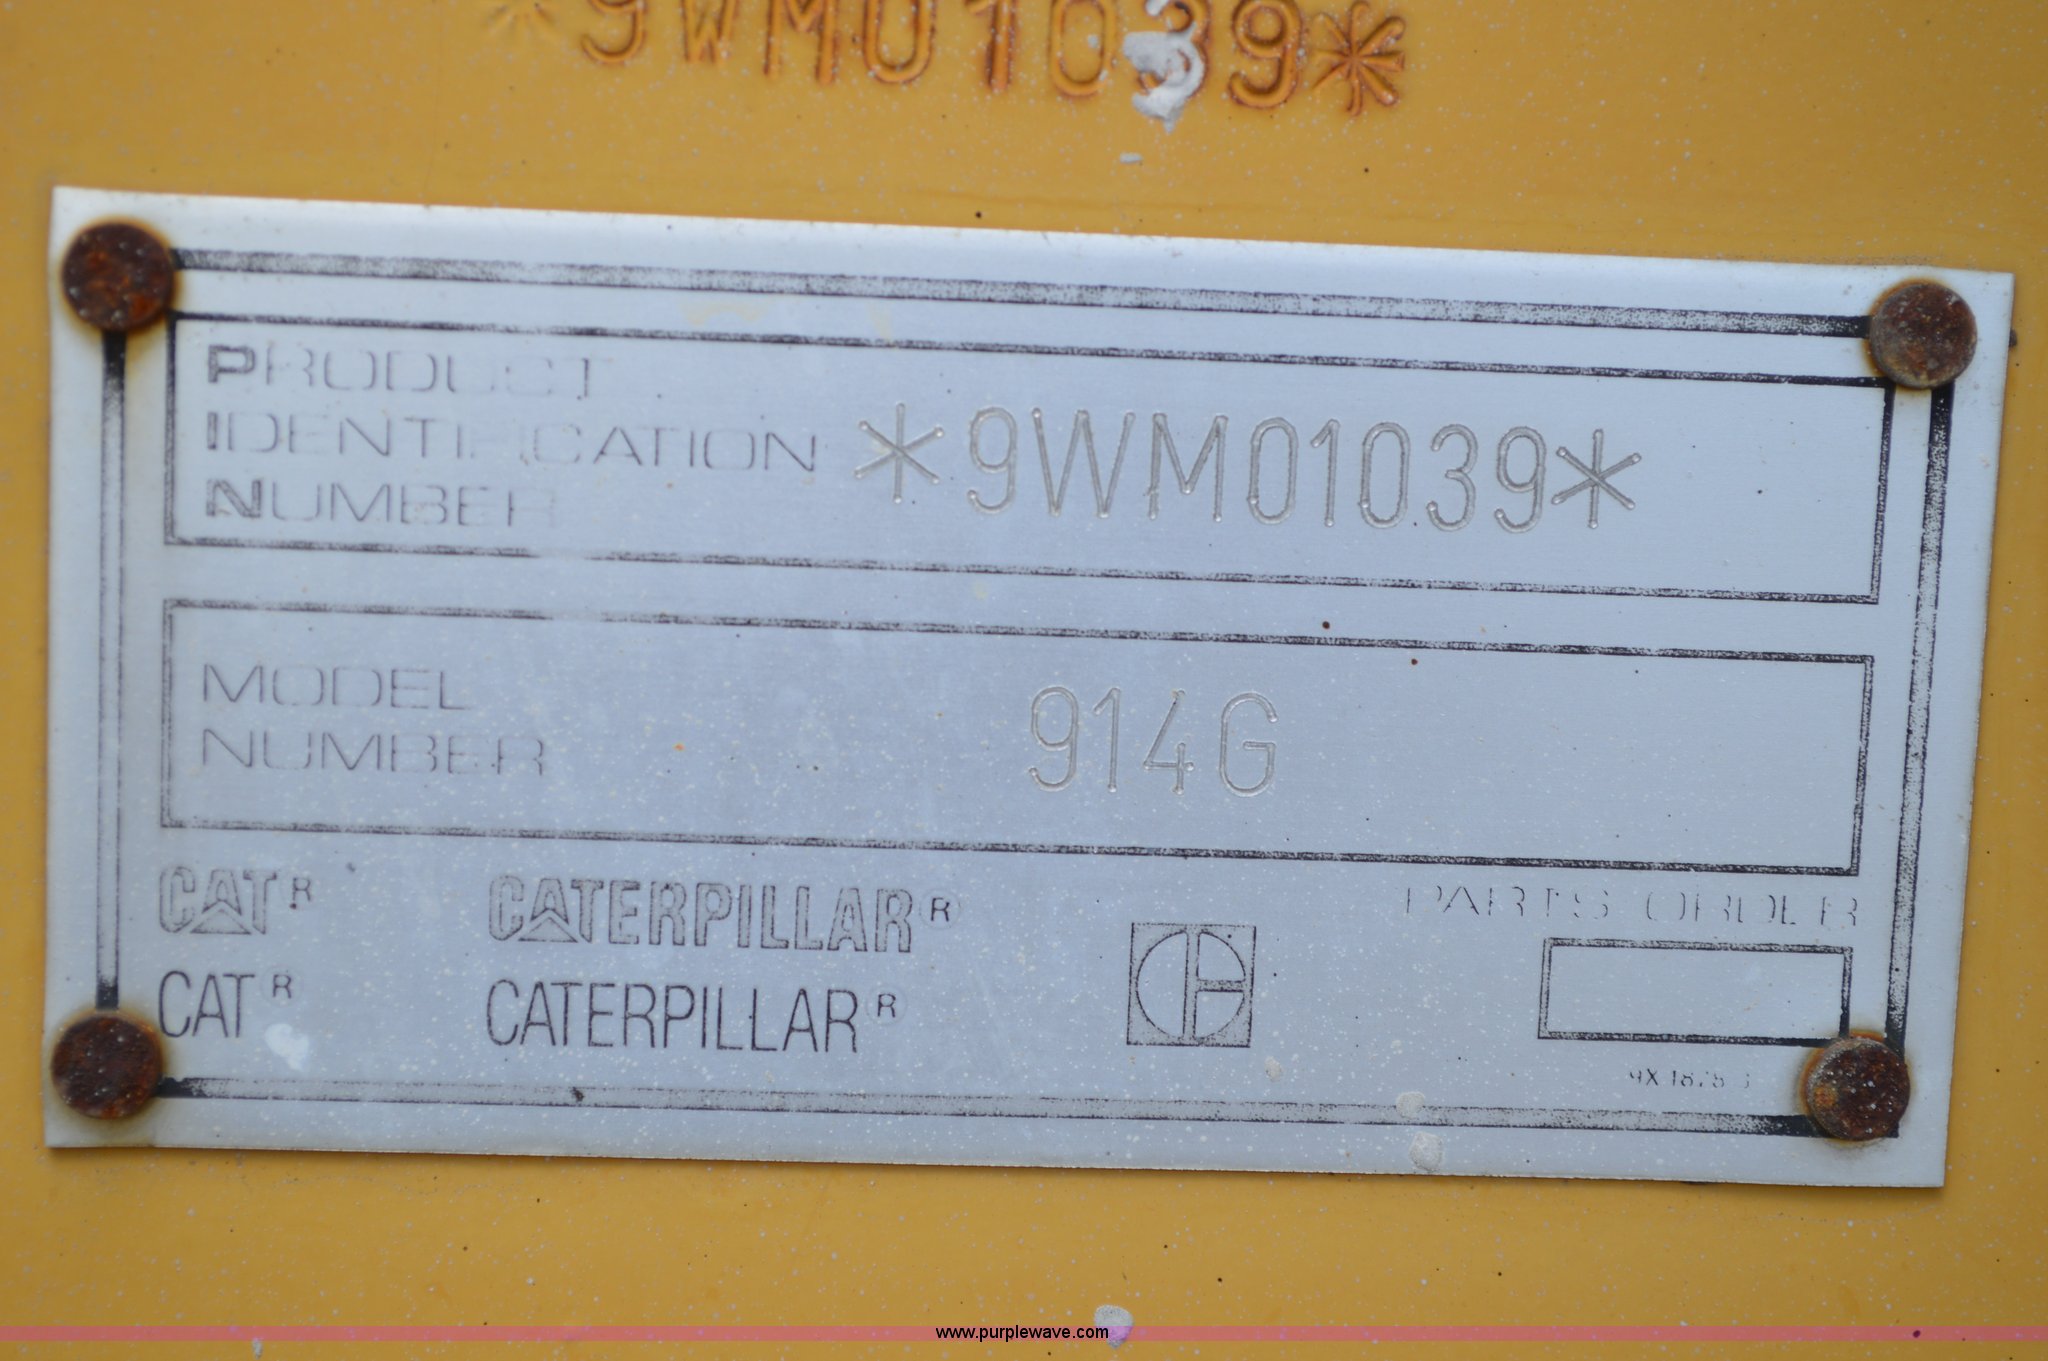 *9WM01039*
PRODUCT
IDENTIFICATION
NUMBER
*9WM01039*
MODEL
NUMBER
914G
CAT®
CATERPILLAR®
PARTS ORDER
CAT®
CATERPILLAR®
www.purplewave.com